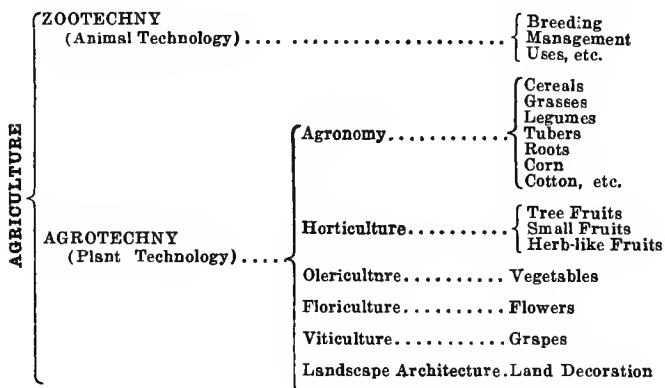 AGRICULTURE
ZOOTECHNY
(Animal Technology) .... ............................
Breeding
Management
Uses, etc.
AGROTECHNY
(Plant Technology) ....
Agronomy...........
Cereals
Grasses
Legumes
Tubers
Roots
Corn
Cotton, etc.
Horticulture..........
Tree Fruits
Small Fruits
Herb-like Fruits
Olericultnre.......... Vegetables
Floriculture.......... Flowers
Viticulture........... Grapes
Landscape Architecture.Land Decoration